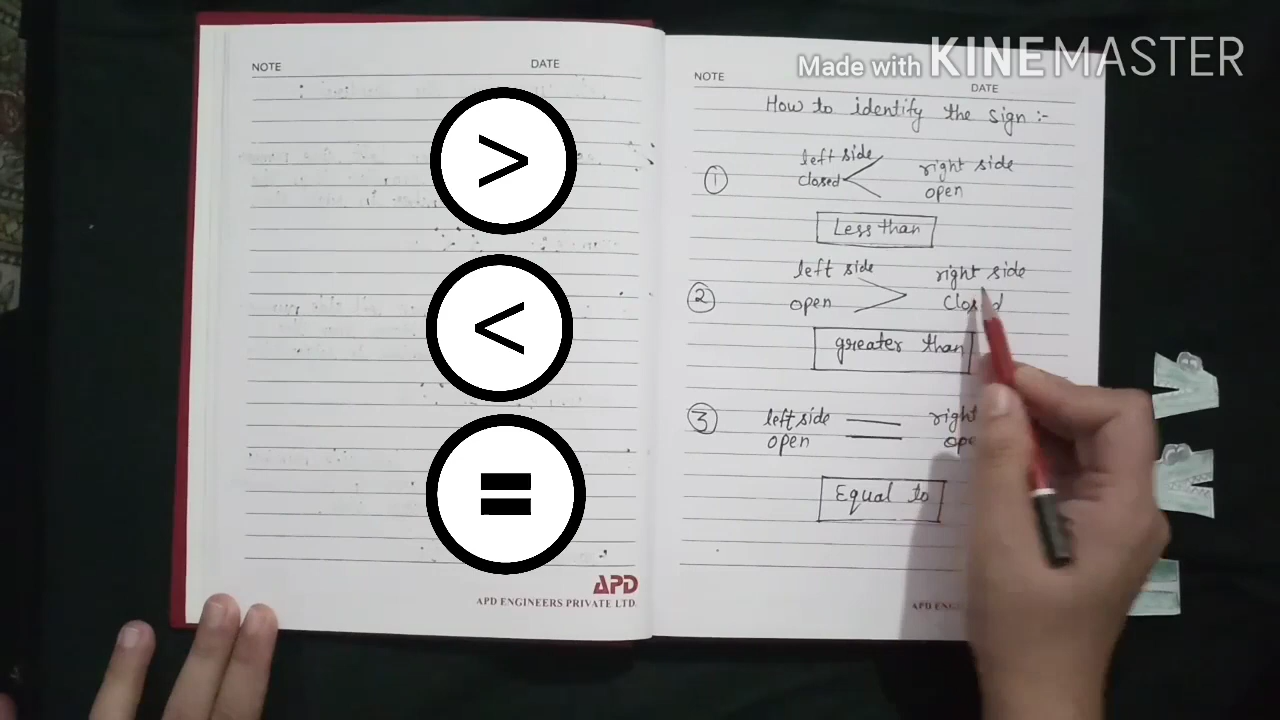 Made with KINEMASTER
NOTE DATE
>
<
=
APD
APD ENGINEERS PRIVATE LTD.
NOTE
DATE
How to identify the sign :-
① left side < right side
closed open
Less than
② left side > right side
open closed
greater than
③ left side = right
open
Equal to
APD